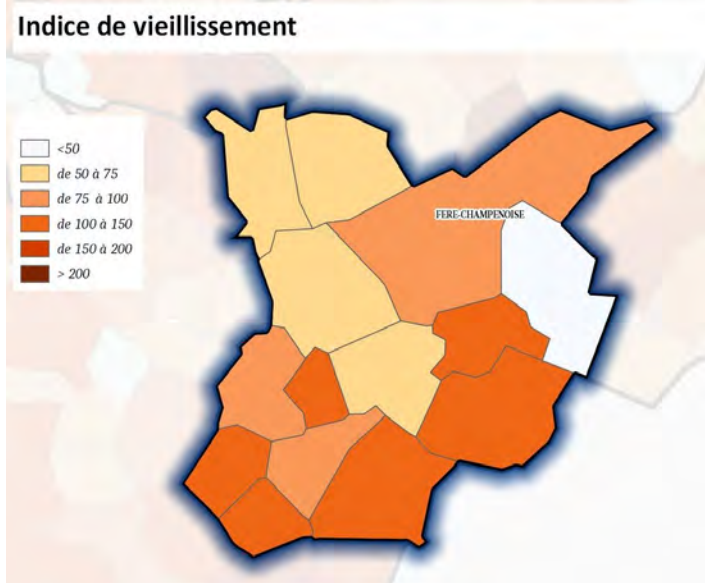 Indice de vieillissement
<50
de 50 à 75
de 75 à 100
de 100 à 150
de 150 à 200
> 200
FERE-CHAMPENOISE